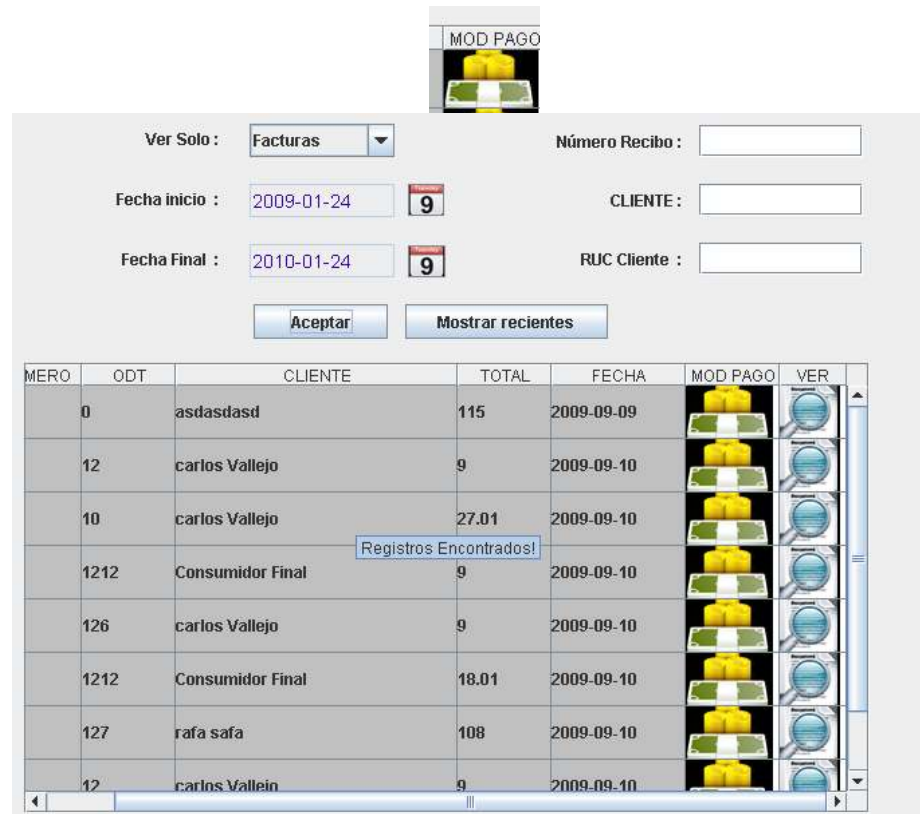 MOD PAGO
Ver Solo : Facturas Número Recibo :
Fecha inicio : 2009-01-24 9 CLIENTE :
Fecha Final : 2010-01-24 9 RUC Cliente :
Aceptar Mostrar recientes
MERO ODT CLIENTE TOTAL FECHA MOD PAGO VER
0 asdasdasd 115 2009-09-09
12 carlos Vallejo 9 2009-09-10
10 carlos Vallejo 27.01 2009-09-10
Registros Encontrados!
1212 Consumidor Final 9 2009-09-10
126 carlos Vallejo 9 2009-09-10
1212 Consumidor Final 18.01 2009-09-10
127 rafa safa 108 2009-09-10
12 carlos Vallejo 9 2009-09-10